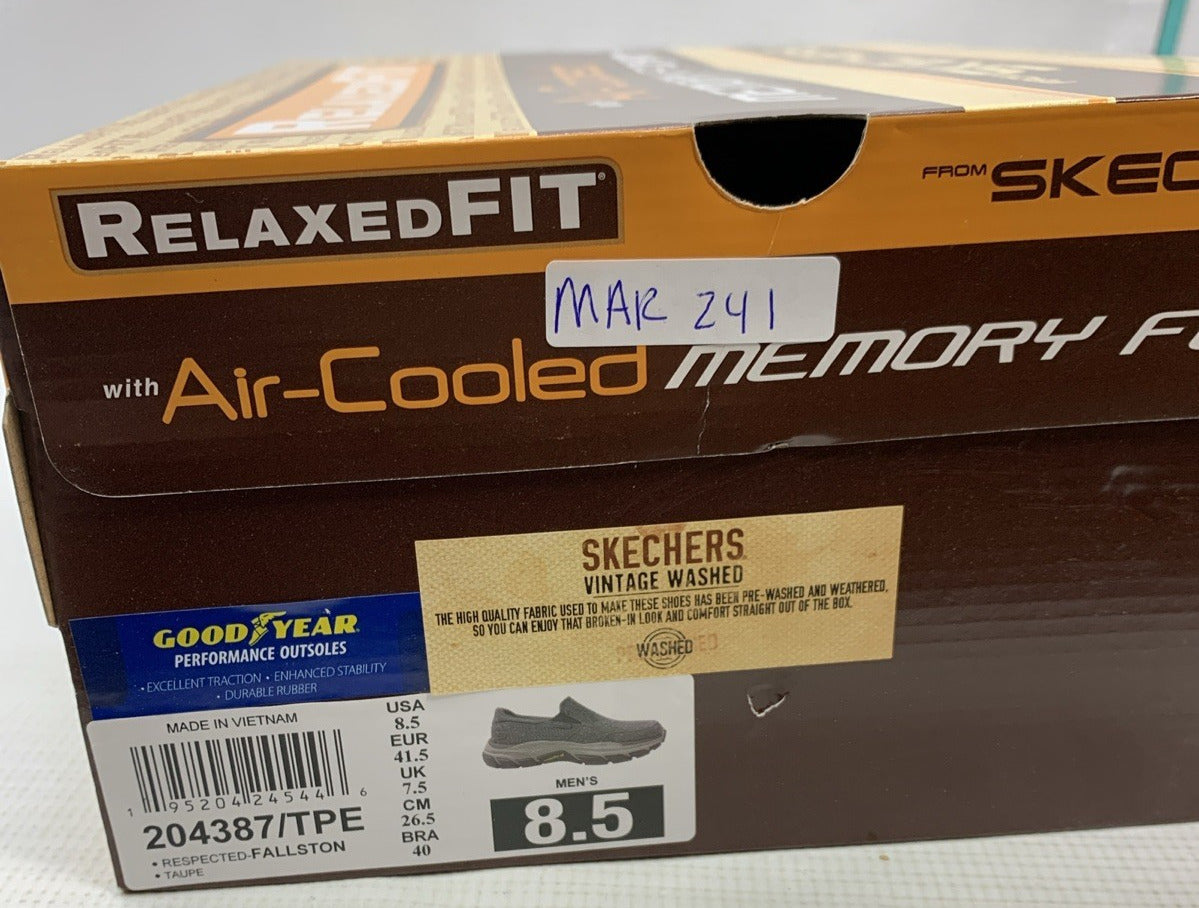 RELAXED FIT®
FROM SKEC
MAR 241
with Air-Cooled MEMORY F
SKECHERS
VINTAGE WASHED
THE HIGH QUALITY FABRIC USED TO MAKE THESE SHOES HAS BEEN PRE-WASHED AND WEATHERED,
SO YOU CAN ENJOY THAT BROKEN-IN LOOK AND COMFORT STRAIGHT OUT OF THE BOX.
WASHED
GOODYEAR
PERFORMANCE OUTSOLES
• EXCELLENT TRACTION • ENHANCED STABILITY
• DURABLE RUBBER
MADE IN VIETNAM
1 95204 24544 6
204387/TPE
• RESPECTED-FALLSTON
• TAUPE
USA
8.5
EUR
41.5
UK
7.5
CM
26.5
BRA
40
MEN'S
8.5